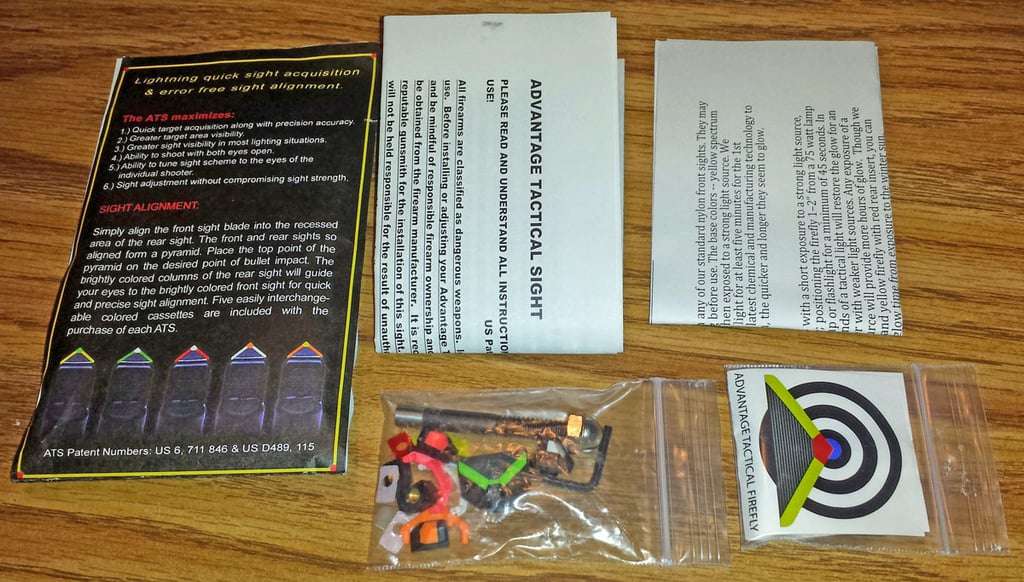 Lightning quick sight acquisition
& error free sight alignment.
The ATS maximizes:
1.) Quick target acquisition along with precision accuracy.
2.) Greater target area visibility.
3.) Greater sight visibility in most lighting situations.
4.) Ability to shoot with both eyes open.
5.) Ability to tune sight scheme to the eyes of the
individual shooter.
6.) Sight adjustment without compromising sight strength.
SIGHT ALIGNMENT:
Simply align the front sight blade into the recessed
area of the rear sight. The front and rear sights so
aligned form a pyramid. Place the top point of the
pyramid on the desired point of bullet impact. The
brightly colored columns of the rear sight will guide
your eyes to the brightly colored front sight for quick
and precise sight alignment. Five easily interchange-
able colored cassettes are included with the
purchase of each ATS.
ATS Patent Numbers: US 6, 711 846 & US D489, 115
ADVANTAGE TACTICAL SIGHT
US Pa
PLEASE READ AND UNDERSTAND ALL INSTRUCTIO
USE!
All firearms are classified as dangerous weapons. I
use. Before installing or adjusting your Advantage T
and be mindful of responsible firearm ownership and
be obtained from the firearm manufacturer. It is rec
reputable gunsmith for the installation of this sight.
will not be held responsible for the result of unauth
any of our standard nylon front sights. They may
t before use. The base colors -- yellow spectrum
hen exposed to a strong light source. We
light for at least five minutes for the 1st
latest chemical and manufacturing technology to
, the quicker and longer they seem to glow.
with a short exposure to a strong light source,
positioning the firefly 1-2" from a 75 watt lamp
p or flashlight for a minimum of 45 seconds. In
nds of a tactical light will restore the glow for an
r with weaker light sources. Any exposure of a
rce will provide more hours of glow. Though we
and yellow firefly with red rear insert, you can
low time from exposure to the winter sun.
ADVANTAGE TACTICAL FIREFLY